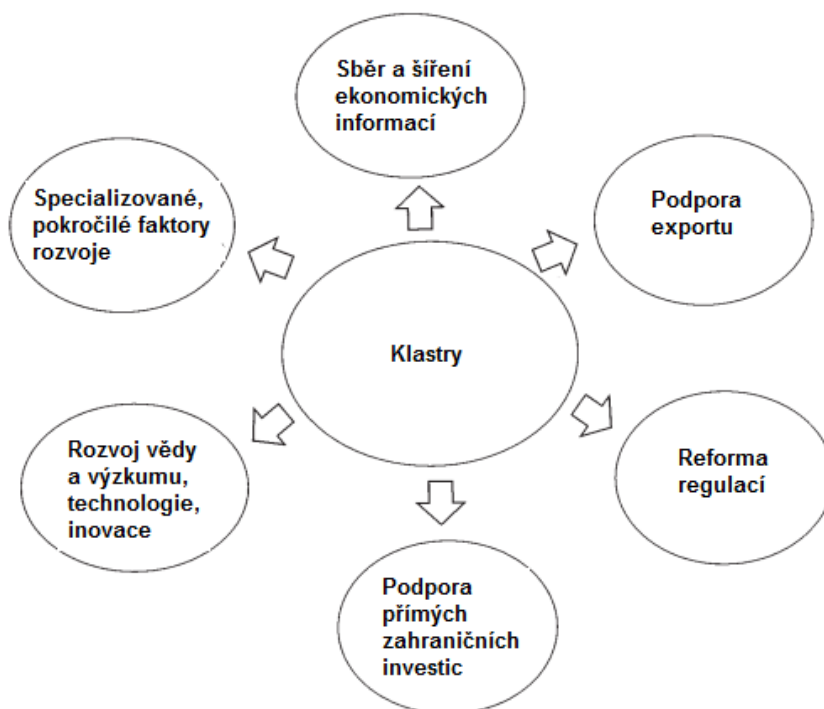 Sběr a šíření
ekonomických
informací
Specializované,
pokročilé faktory
rozvoje
Podpora
exportu
Klastry
Rozvoj vědy
a výzkumu,
technologie,
inovace
Reforma
regulací
Podpora
přímých
zahraničních
investic